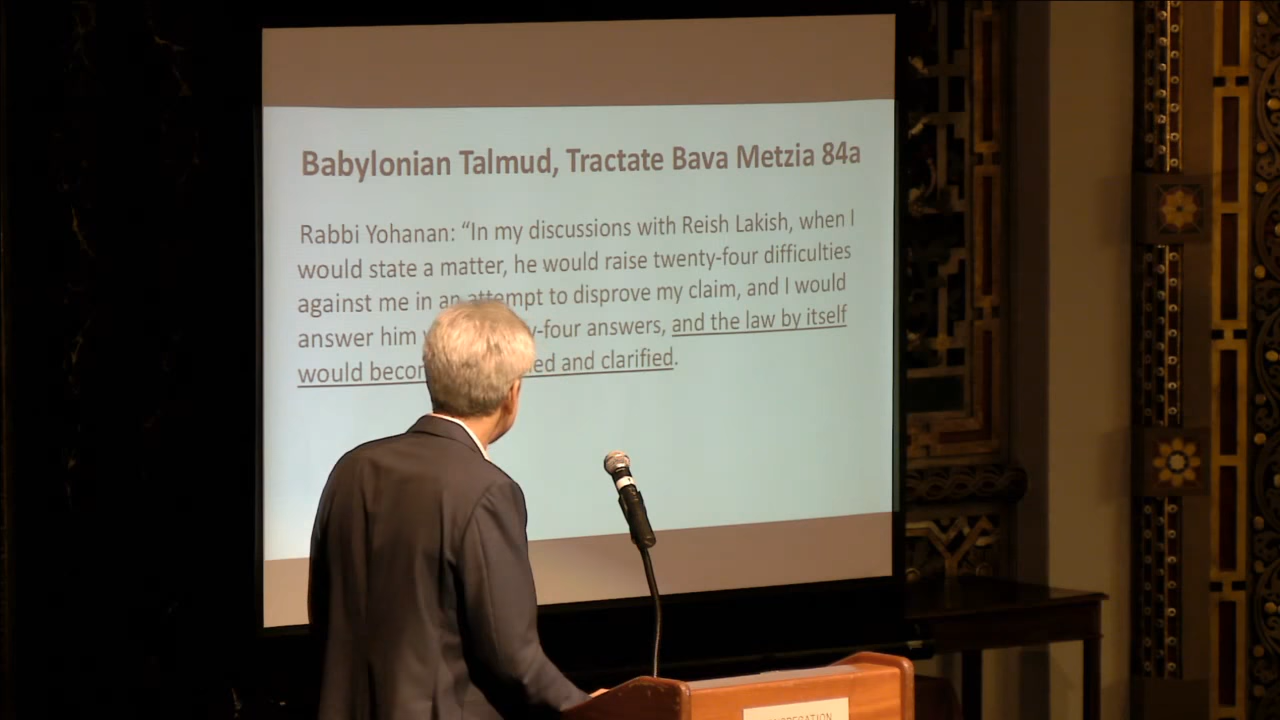 Babylonian Talmud, Tractate Bava Metzia 84a
Rabbi Yohanan: “In my discussions with Reish Lakish, when I
would state a matter, he would raise twenty-four difficulties
against me in an attempt to disprove my claim, and I would
answer him -four answers, and the law by itself
would and clarified.